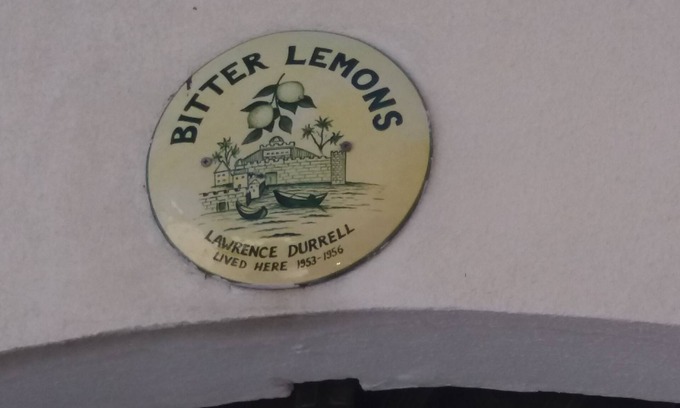 BITTER LEMONS
LAWRENCE DURRELL
LIVED HERE 1953-1956